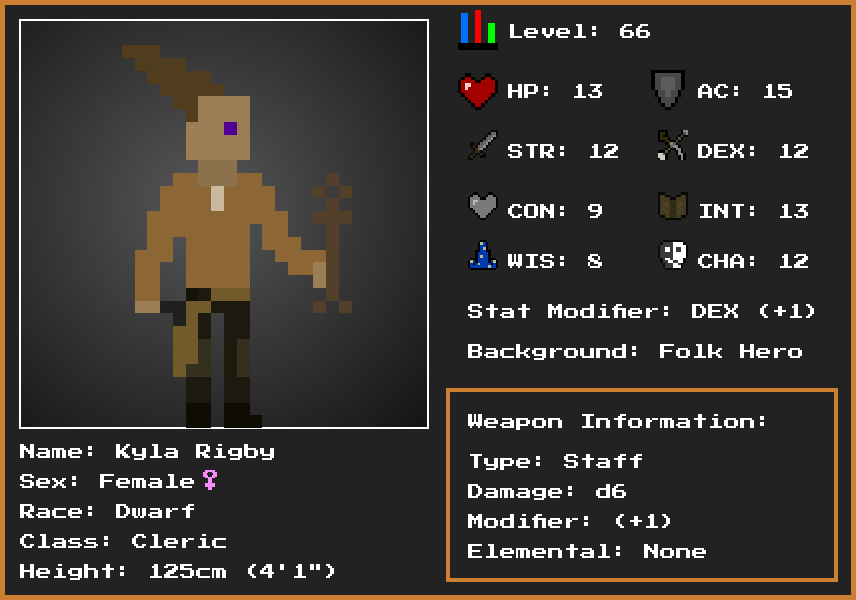 Level: 66
HP: 13
AC: 15
STR: 12
DEX: 12
CON: 9
INT: 13
WIS: 8
CHA: 12
Stat Modifier: DEX (+1)
Background: Folk Hero
Weapon Information:
Type: Staff
Damage: d6
Modifier: (+1)
Elemental: None
Name: Kyla Rigby
Sex: Female♀
Race: Dwarf
Class: Cleric
Height: 125cm (4'1")